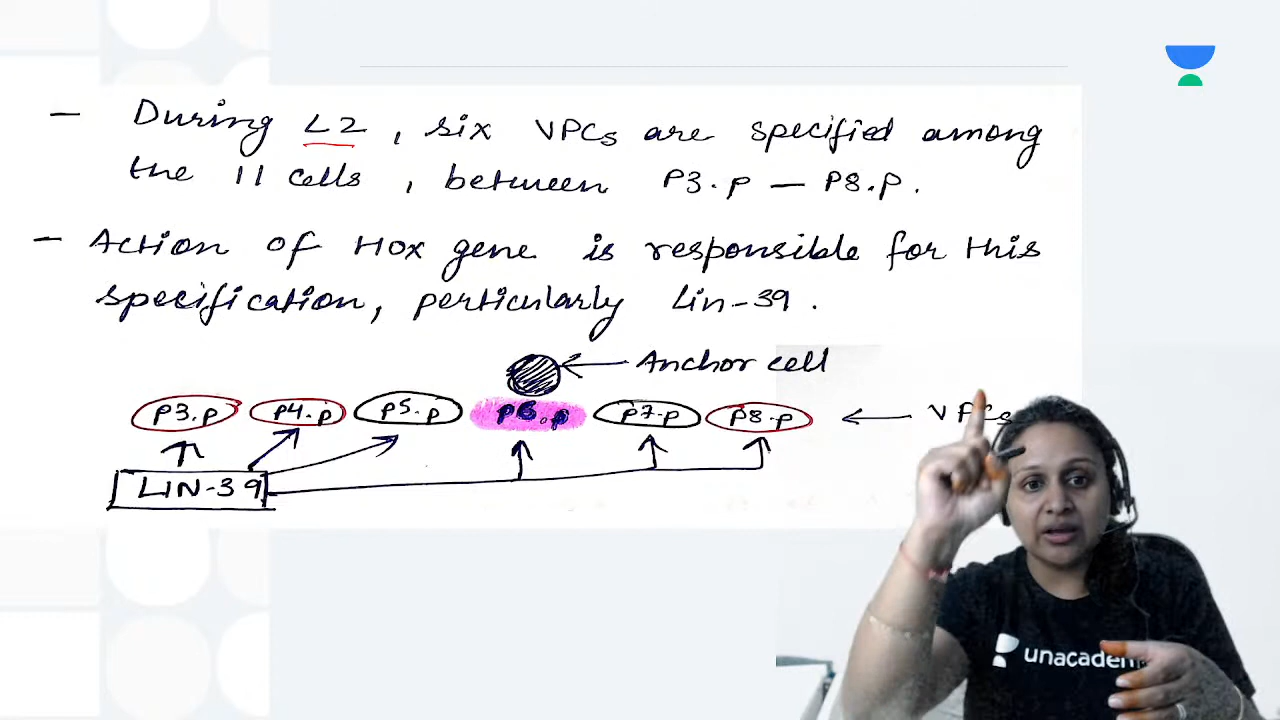 - During L2, six VPCs are specified among
the 11 cells, between P3.p - P8.p.
- Action of Hox gene is responsible for this
specification, perticularly Lin-39.
Anchor cell
P3.p P4.p P5.p P6.p P7.p P8.p ← VPCs
LIN-39
unacadem